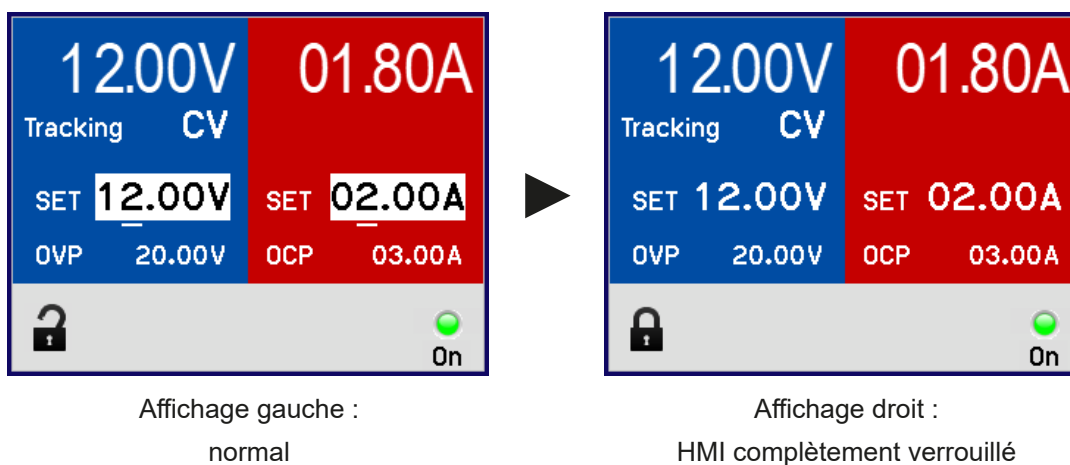 12.00V 01.80A
Tracking CV
SET 12.00V SET 02.00A
OVP 20.00V OCP 03.00A
On
Affichage gauche :
normal
12.00V 01.80A
Tracking CV
SET 12.00V SET 02.00A
OVP 20.00V OCP 03.00A
On
Affichage droit :
HMI complètement verrouillé